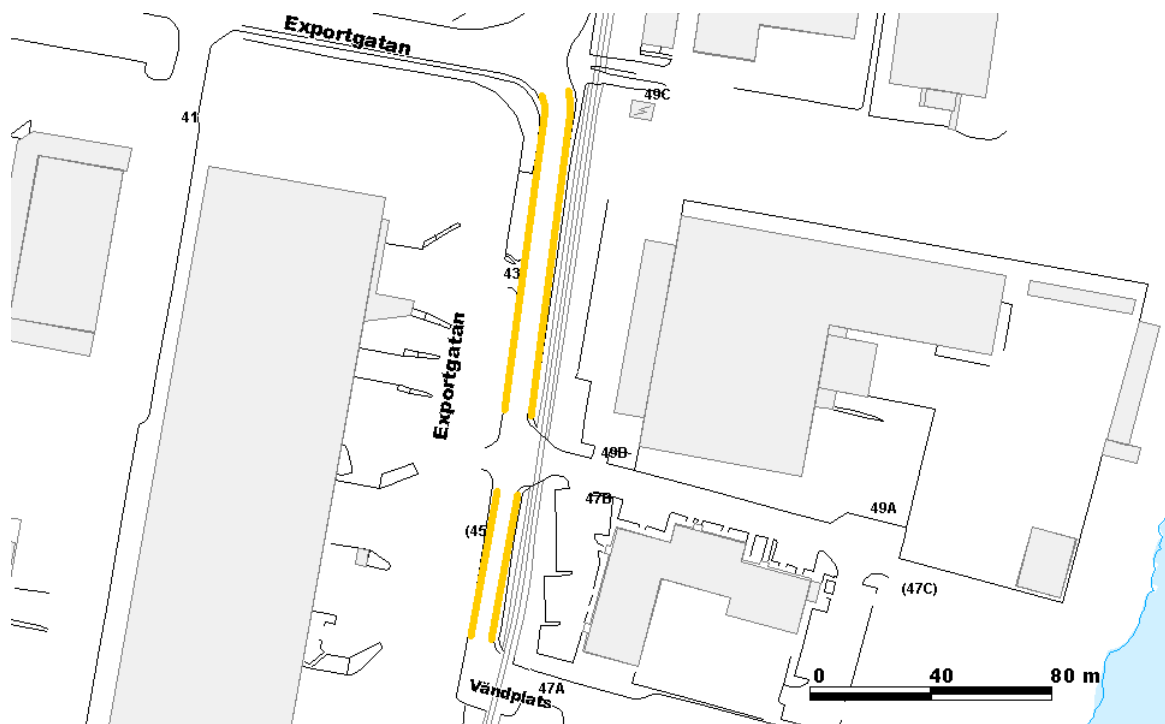 Exportgatan
49C
41
43
Exportgatan
49B
47B
49A
(45
(47C)
0 40 80 m
47A
Vändplats